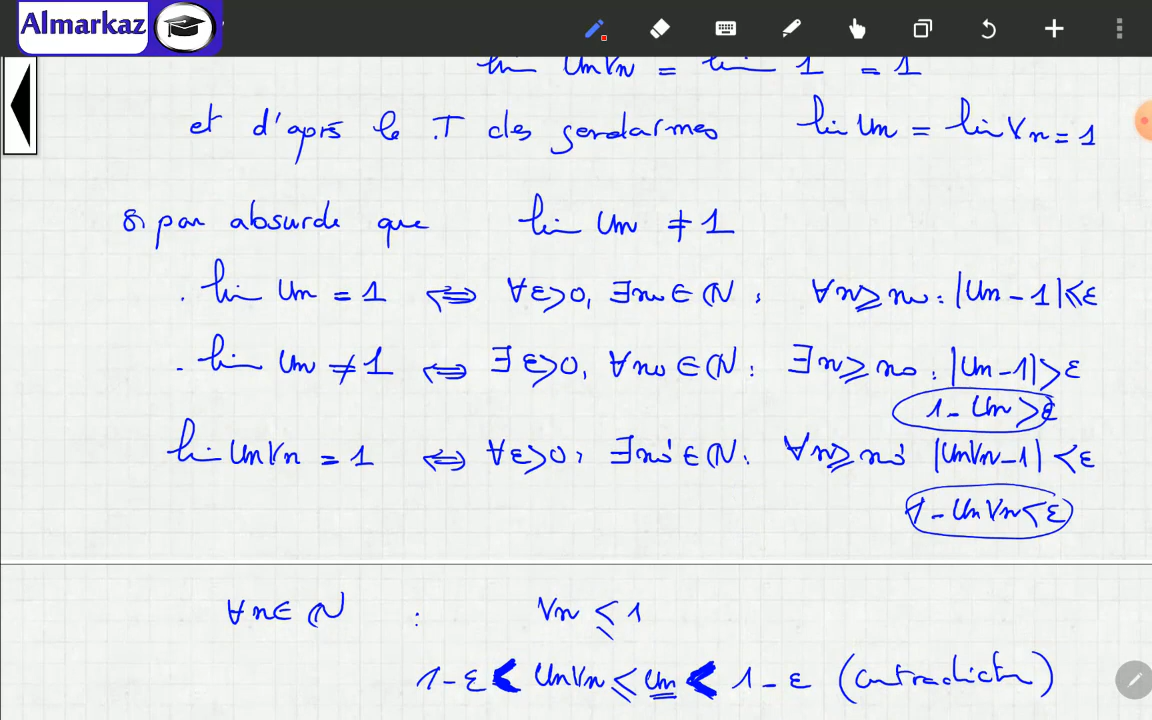 Almarkaz
lim UnVn = lim 1 = 1
et d'après le T des gendarmes lim Un = lim Vn = 1
S. par absurde que lim Un ≠ 1
. lim Un = 1 ⟺ ∀ε>0, ∃n₀ ∈ ℕ : ∀n ≥ n₀ : |Un - 1| ≤ ε
. lim Un ≠ 1 ⟺ ∃ε>0, ∀n₀ ∈ ℕ : ∃n ≥ n₀ : |Un - 1| > ε
1 - Un > ε
lim UnVn = 1 ⟺ ∀ε>0, ∃n₀' ∈ ℕ : ∀n ≥ n₀' |UnVn - 1| < ε
1 - UnVn < ε
∀n ∈ ℕ : Vn ≤ 1
1 - ε < UnVn ≤ Un < 1 - ε (contradiction)